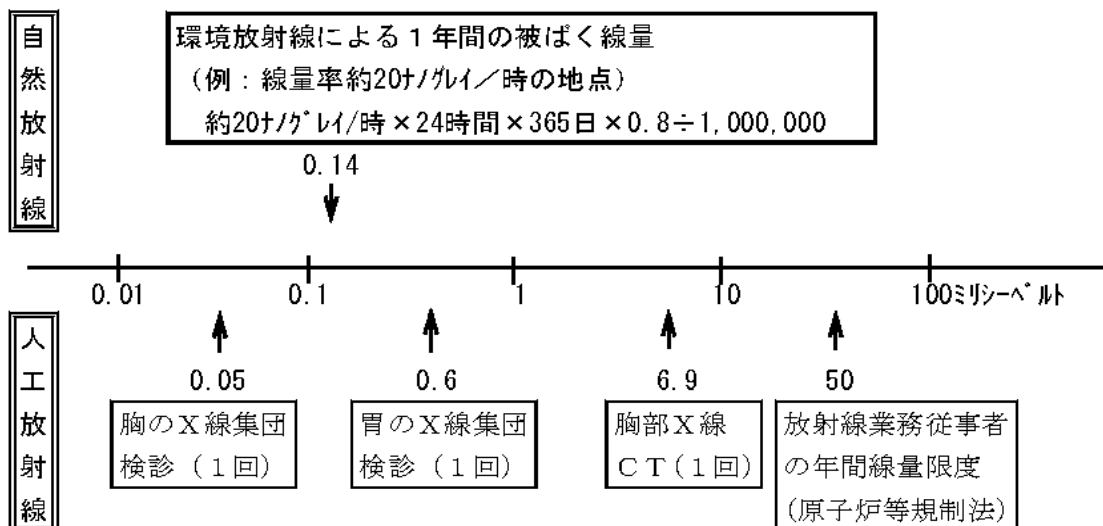 自然放射線
環境放射線による１年間の被ばく線量
（例：線量率約20ﾅﾉｸﾞﾚｲ／時の地点）
約20ﾅﾉｸﾞﾚｲ/時×24時間×365日×0.8÷1,000,000
0.14
0.01 0.1 1 10 100ﾐﾘｼｰﾍﾞﾙﾄ
人工放射線
0.05
胸のＸ線集団
検診（１回）
0.6
胃のＸ線集団
検診（１回）
6.9
胸部Ｘ線
ＣＴ(１回)
50
放射線業務従事者
の年間線量限度
(原子炉等規制法)